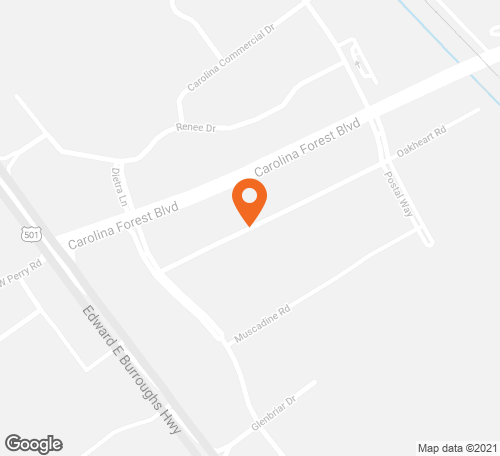 Carolina Commercial Dr
Renee Dr
Carolina Forest Blvd
Oakheart Rd
Dietra Ln
Postal Way
Carolina Forest Blvd
501
W Perry Rd
Edward E Burroughs Hwy
Muscadine Rd
Glenbriar Dr
Google
Map data ©2021